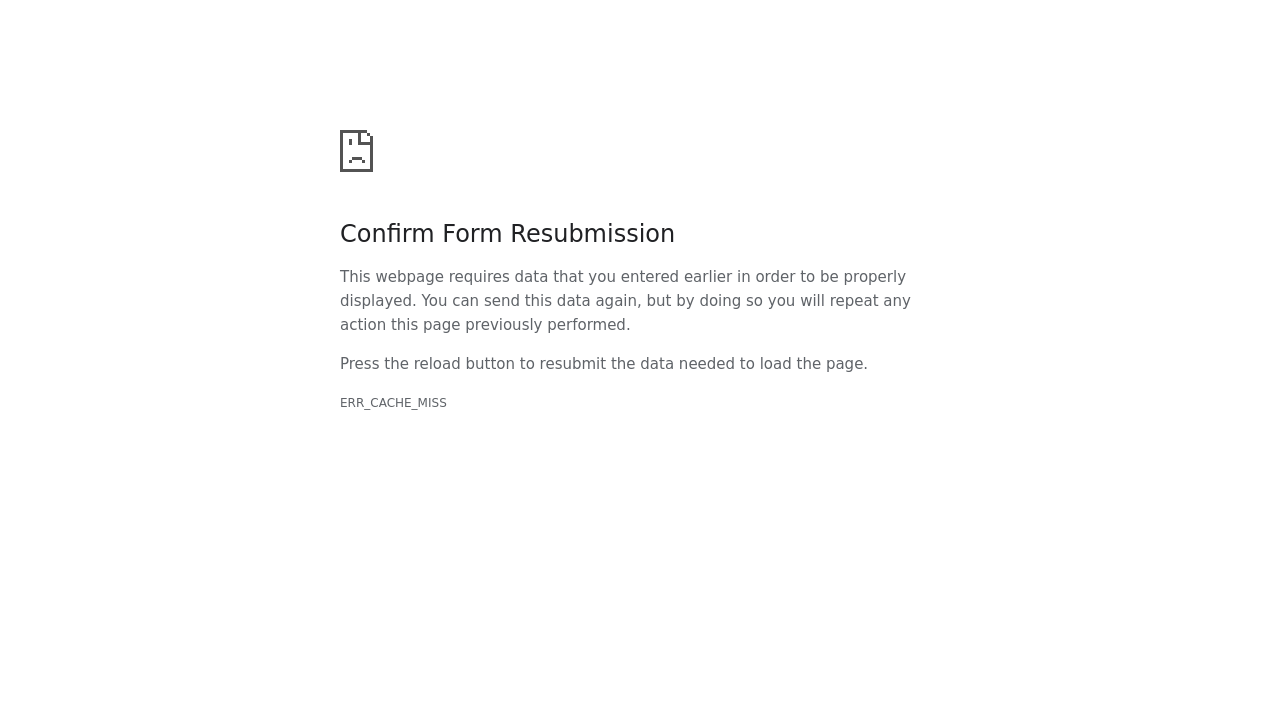 Confirm Form Resubmission
This webpage requires data that you entered earlier in order to be properly
displayed. You can send this data again, but by doing so you will repeat any
action this page previously performed.
Press the reload button to resubmit the data needed to load the page.
ERR_CACHE_MISS